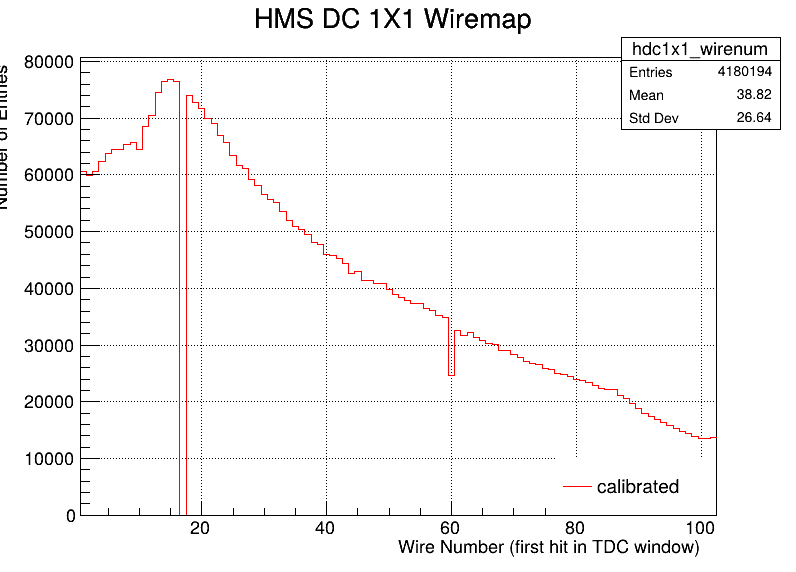 HMS DC 1X1 Wiremap
hdc1x1_wirenum
Entries 4180194
Mean 38.82
Std Dev 26.64
Number of Entries
80000
70000
60000
50000
40000
30000
20000
10000
0
20 40 60 80 100
calibrated
Wire Number (first hit in TDC window)